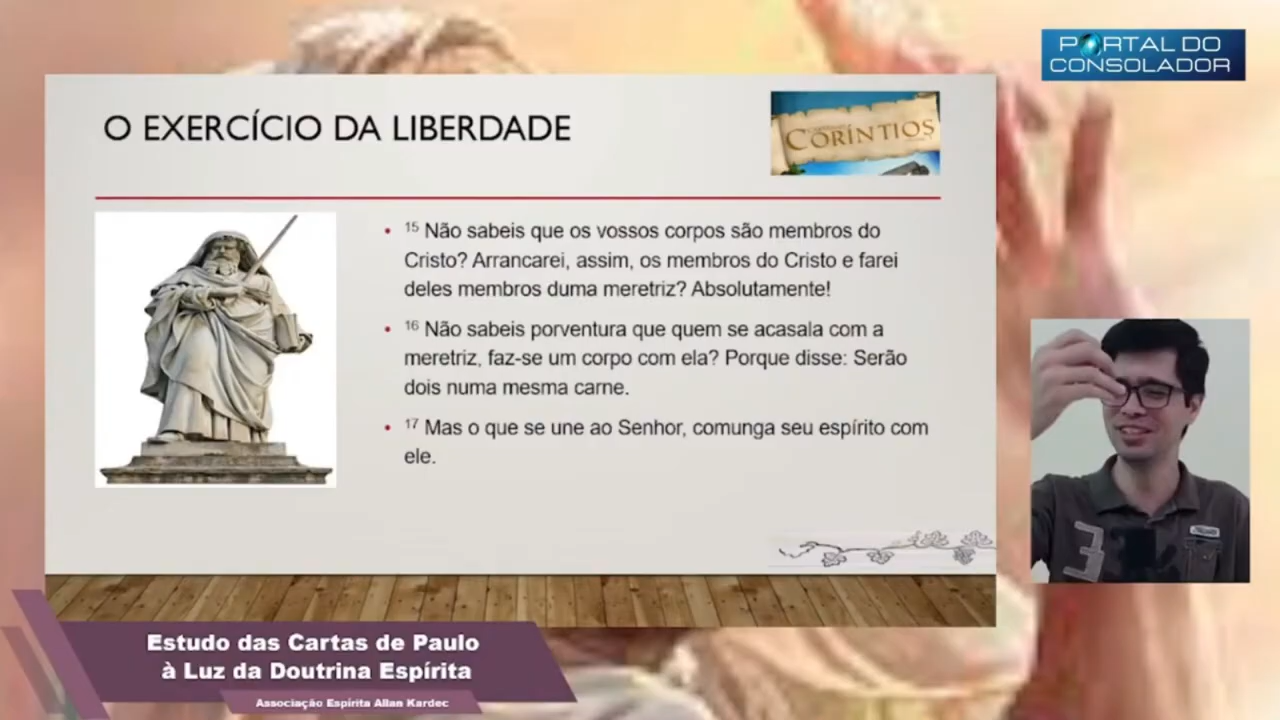 PORTAL DO
CONSOLADOR
O EXERCÍCIO DA LIBERDADE
CORÍNTIOS
• ¹⁵ Não sabeis que os vossos corpos são membros do
Cristo? Arrancarei, assim, os membros do Cristo e farei
deles membros duma meretriz? Absolutamente!
• ¹⁶ Não sabeis porventura que quem se acasala com a
meretriz, faz-se um corpo com ela? Porque disse: Serão
dois numa mesma carne.
• ¹⁷ Mas o que se une ao Senhor, comunga seu espírito com
ele.
3
Estudo das Cartas de Paulo
à Luz da Doutrina Espírita
Associação Espírita Allan Kardec